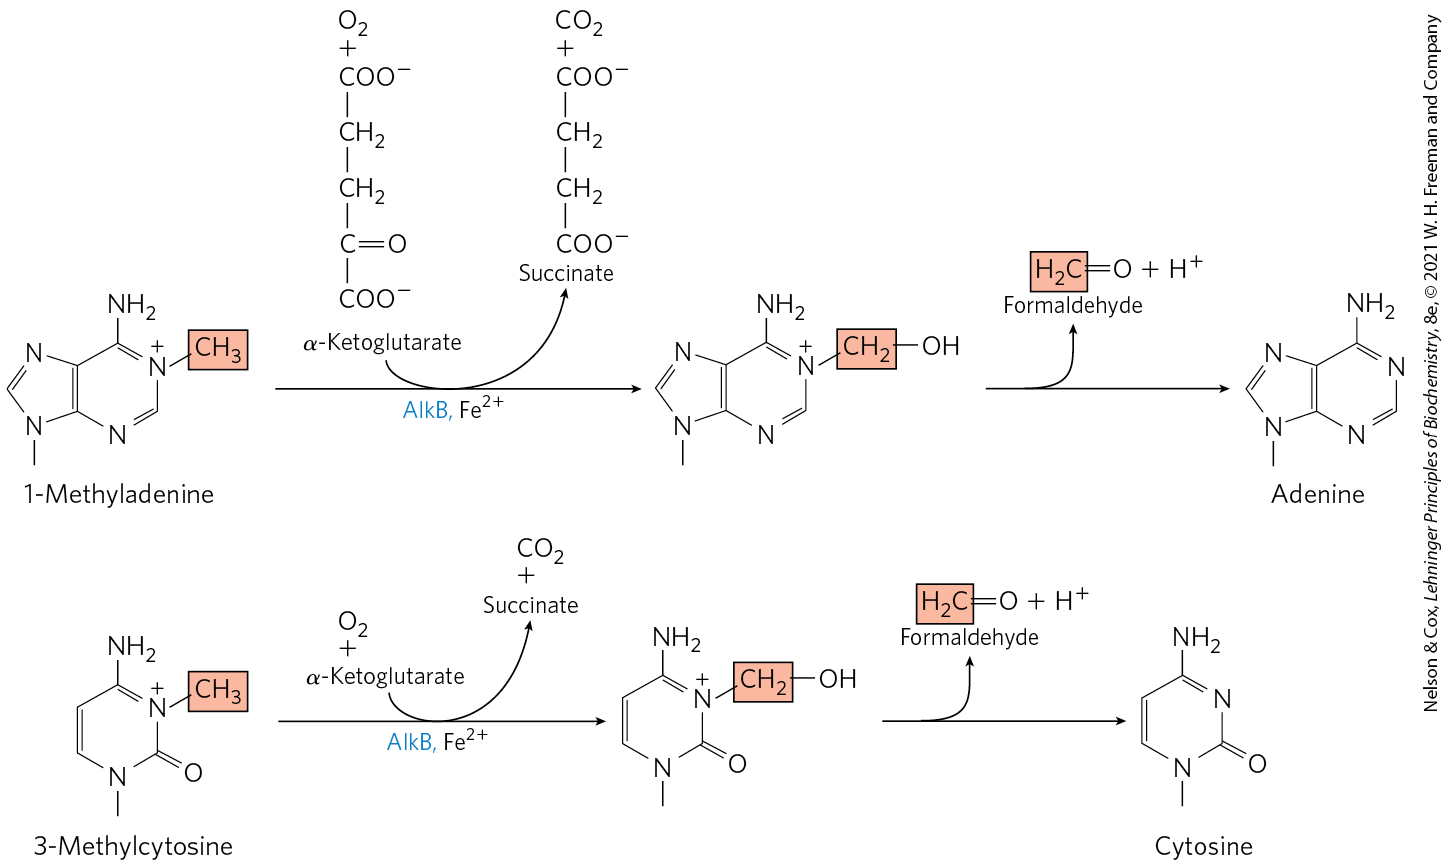 O2
+
COO−
CH2
CH2
C=O
COO−
α-Ketoglutarate
CO2
+
COO−
CH2
CH2
COO−
Succinate
AlkB, Fe2+
NH2
N
N+
CH3
N
N
1-Methyladenine
NH2
N
N+
CH2
OH
N
N
H2C=O + H+
Formaldehyde
NH2
N
N
N
N
Adenine
O2
+
α-Ketoglutarate
CO2
+
Succinate
AlkB, Fe2+
NH2
N+
CH3
N
O
3-Methylcytosine
NH2
N+
CH2
OH
N
O
H2C=O + H+
Formaldehyde
NH2
N
N
O
Cytosine
Nelson & Cox, Lehninger Principles of Biochemistry, 8e, © 2021 W. H. Freeman and Company